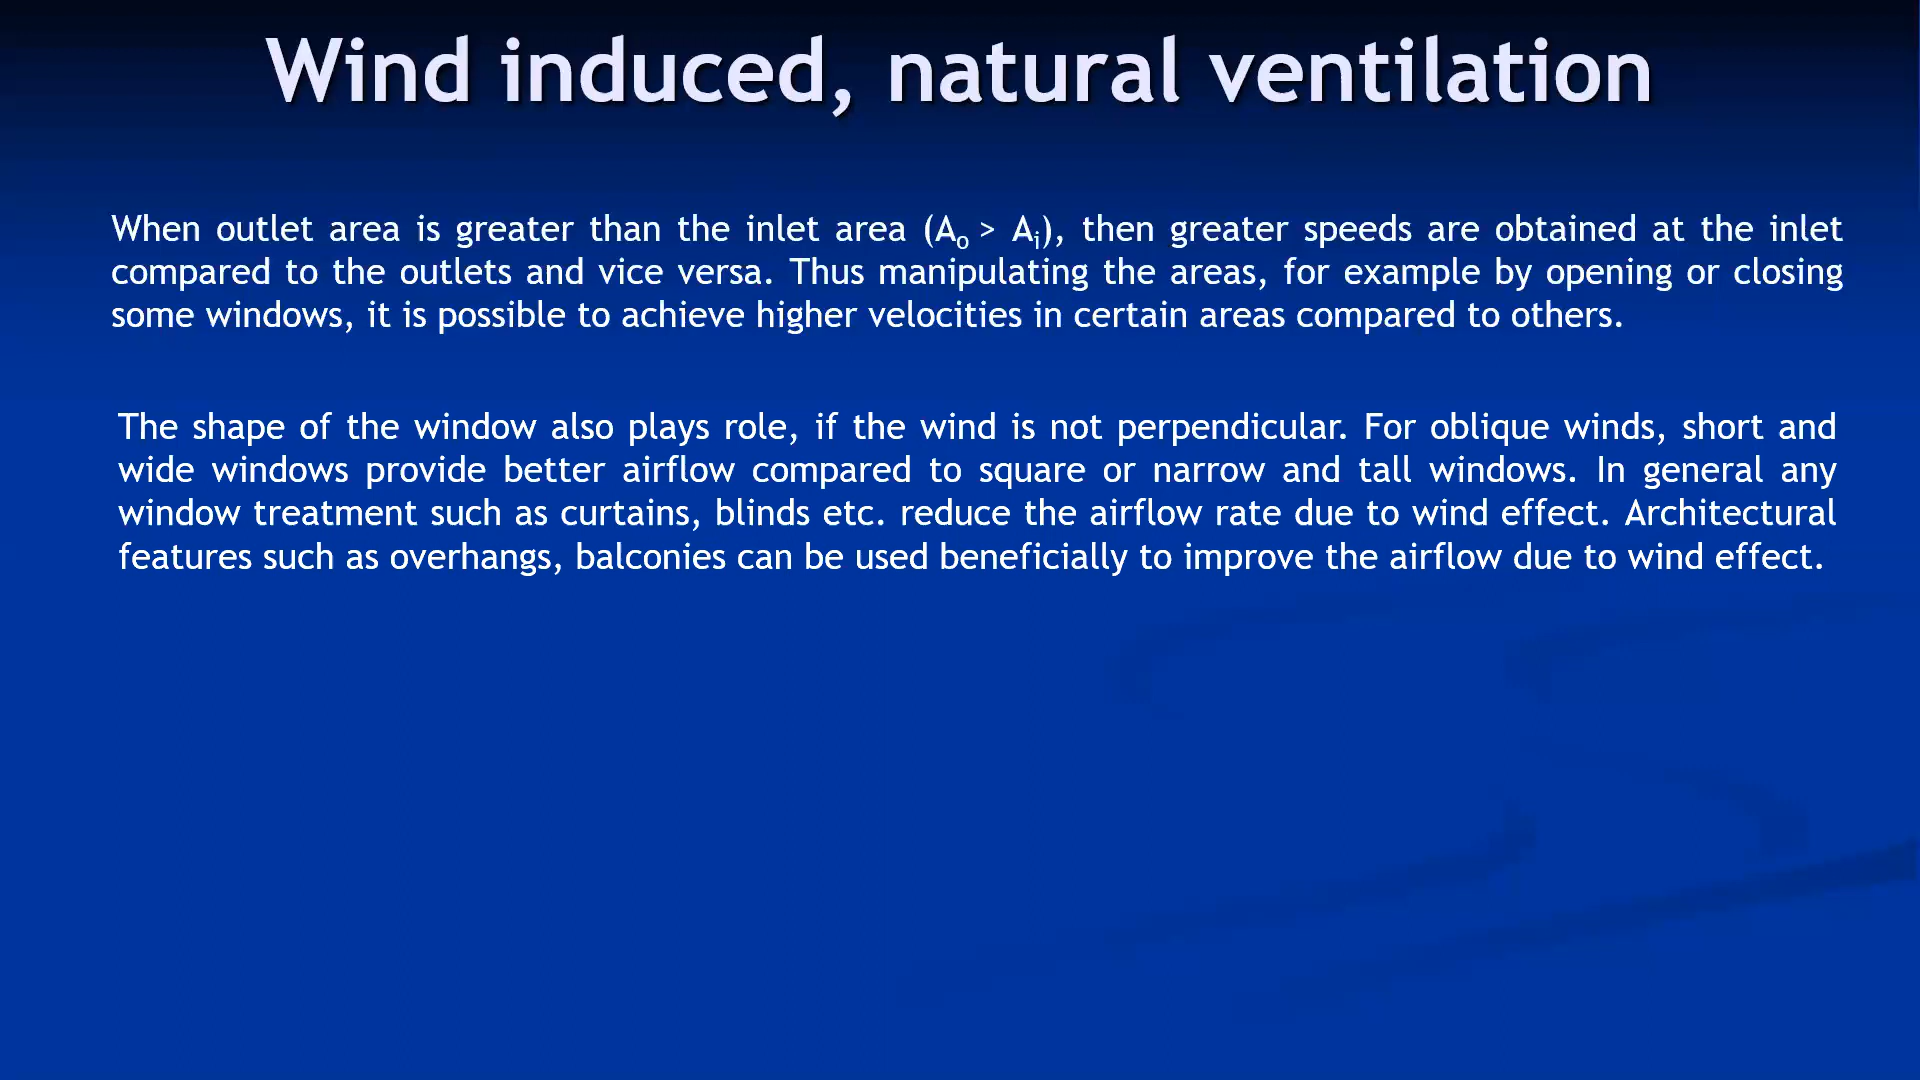 Wind induced, natural ventilation
When outlet area is greater than the inlet area (Ao > Ai), then greater speeds are obtained at the inlet
compared to the outlets and vice versa. Thus manipulating the areas, for example by opening or closing
some windows, it is possible to achieve higher velocities in certain areas compared to others.
The shape of the window also plays role, if the wind is not perpendicular. For oblique winds, short and
wide windows provide better airflow compared to square or narrow and tall windows. In general any
window treatment such as curtains, blinds etc. reduce the airflow rate due to wind effect. Architectural
features such as overhangs, balconies can be used beneficially to improve the airflow due to wind effect.